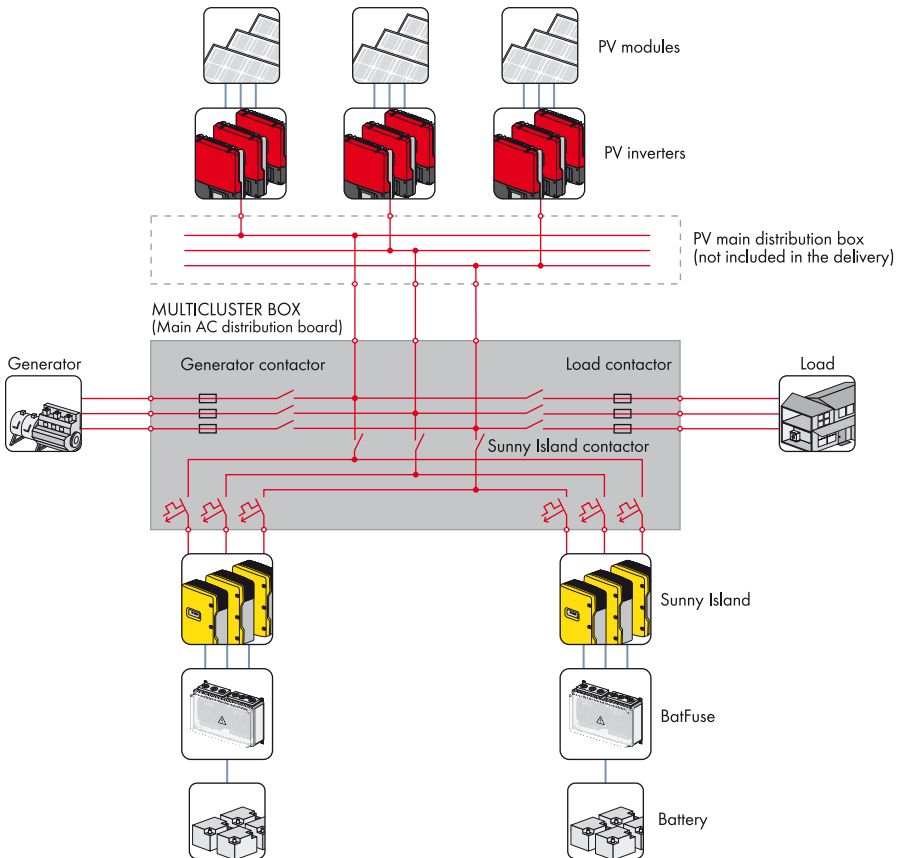 PV modules
PV inverters
PV main distribution box
(not included in the delivery)
MULTICLUSTER BOX
(Main AC distribution board)
Generator
Generator contactor
Load contactor
Load
Sunny Island contactor
Sunny Island
BatFuse
Battery